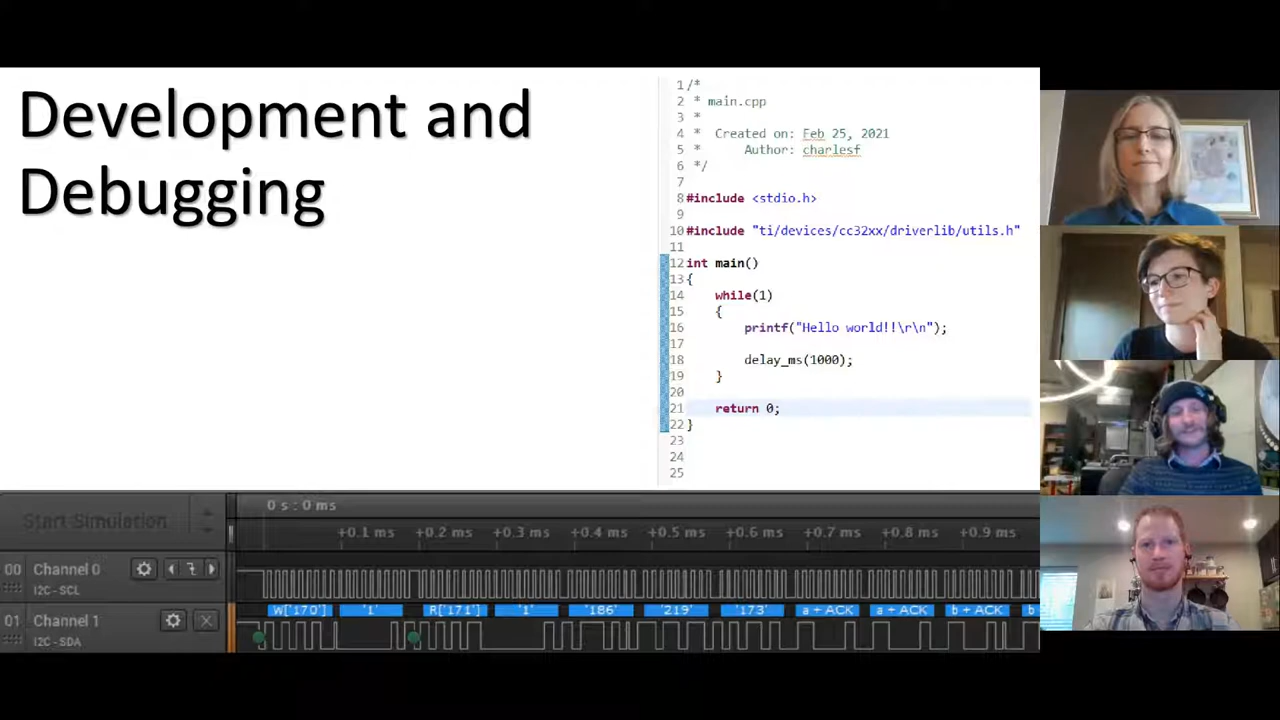 Development and
Debugging
1 /*
2 * main.cpp
3 *
4 * Created on: Feb 25, 2021
5 * Author: charlesf
6 */
7
8 #include <stdio.h>
9
10 #include "ti/devices/cc32xx/driverlib/utils.h"
11
12 int main()
13 {
14 while(1)
15 {
16 printf("Hello world!!\r\n");
17
18 delay_ms(1000);
19 }
20
21 return 0;
22 }
23
24
25
Start Simulation
0 s : 0 ms
+0.1 ms +0.2 ms +0.3 ms +0.4 ms +0.5 ms +0.6 ms +0.7 ms +0.8 ms +0.9 ms
00 Channel 0
I2C - SCL
W['170'] '1' R['171'] '1' '186' '219' '173' a + ACK a + ACK b + ACK b
01 Channel 1
I2C - SDA